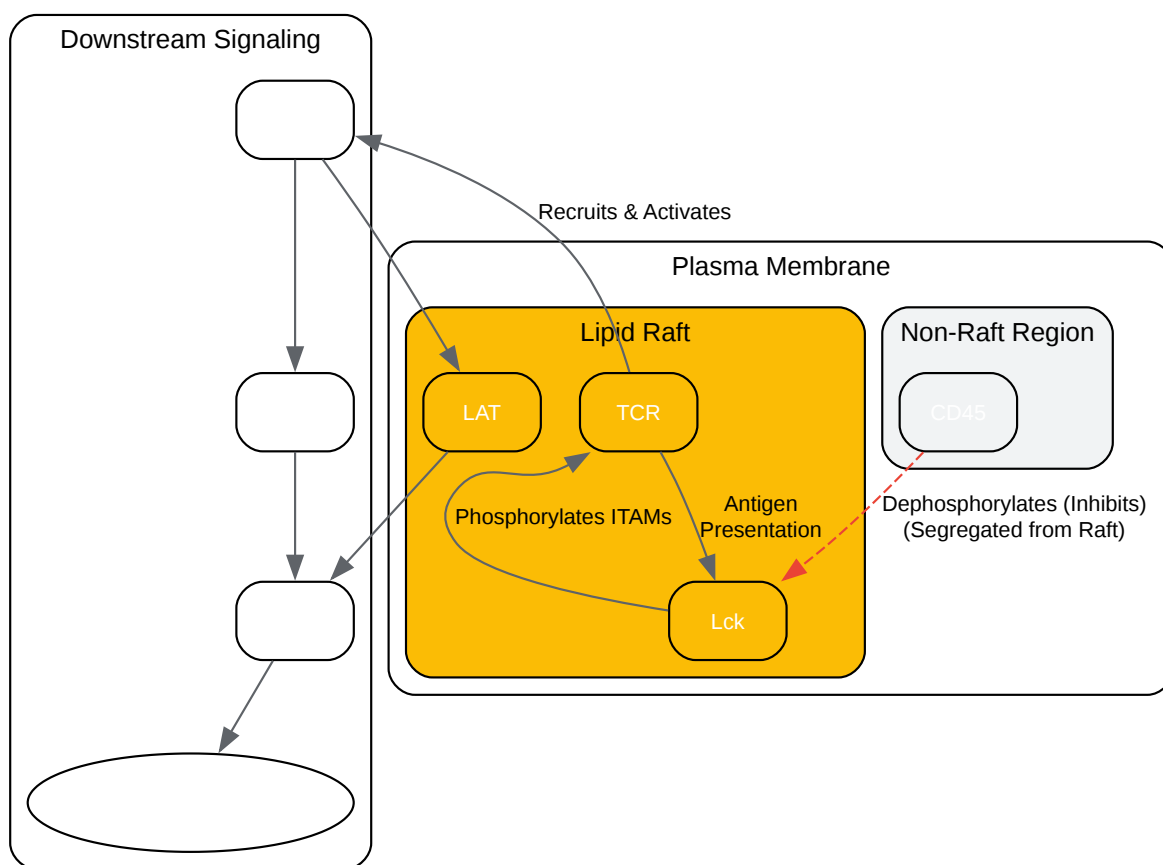 Downstream Signaling
Recruits & Activates
Plasma Membrane
Lipid Raft
Non-Raft Region
LAT
TCR
CD45
Phosphorylates ITAMs
Antigen
Presentation
Dephosphorylates (Inhibits)
(Segregated from Raft)
Lck